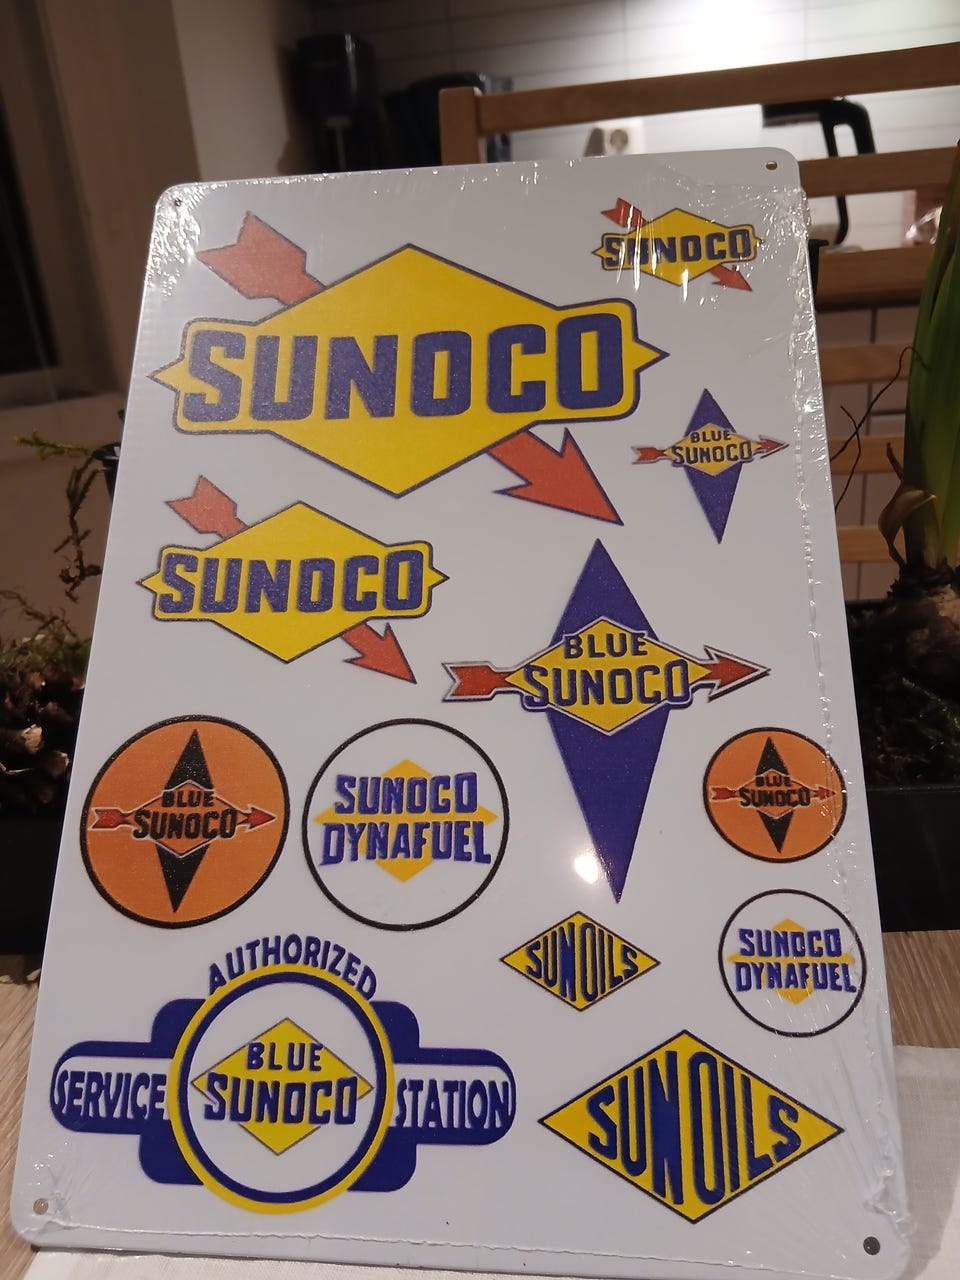 SUNOCO
SUNOCO
BLUE
SUNOCO
SUNOCO
BLUE
SUNOCO
BLUE
SUNOCO
SUNOCO
DYNAFUEL
BLUE
SUNOCO
SUNOILS
SUNOCO
DYNAFUEL
AUTHORIZED
SERVICE
BLUE
SUNOCO
STATION
SUNOILS